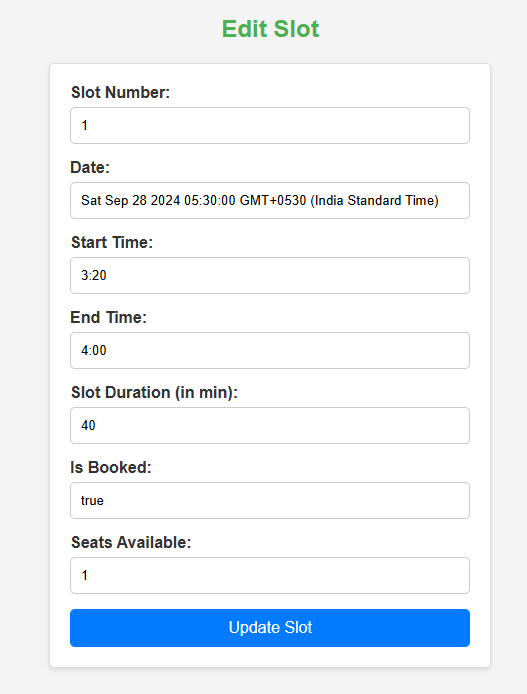 Edit Slot
Slot Number:
1
Date:
Sat Sep 28 2024 05:30:00 GMT+0530 (India Standard Time)
Start Time:
3:20
End Time:
4:00
Slot Duration (in min):
40
Is Booked:
true
Seats Available:
1
Update Slot